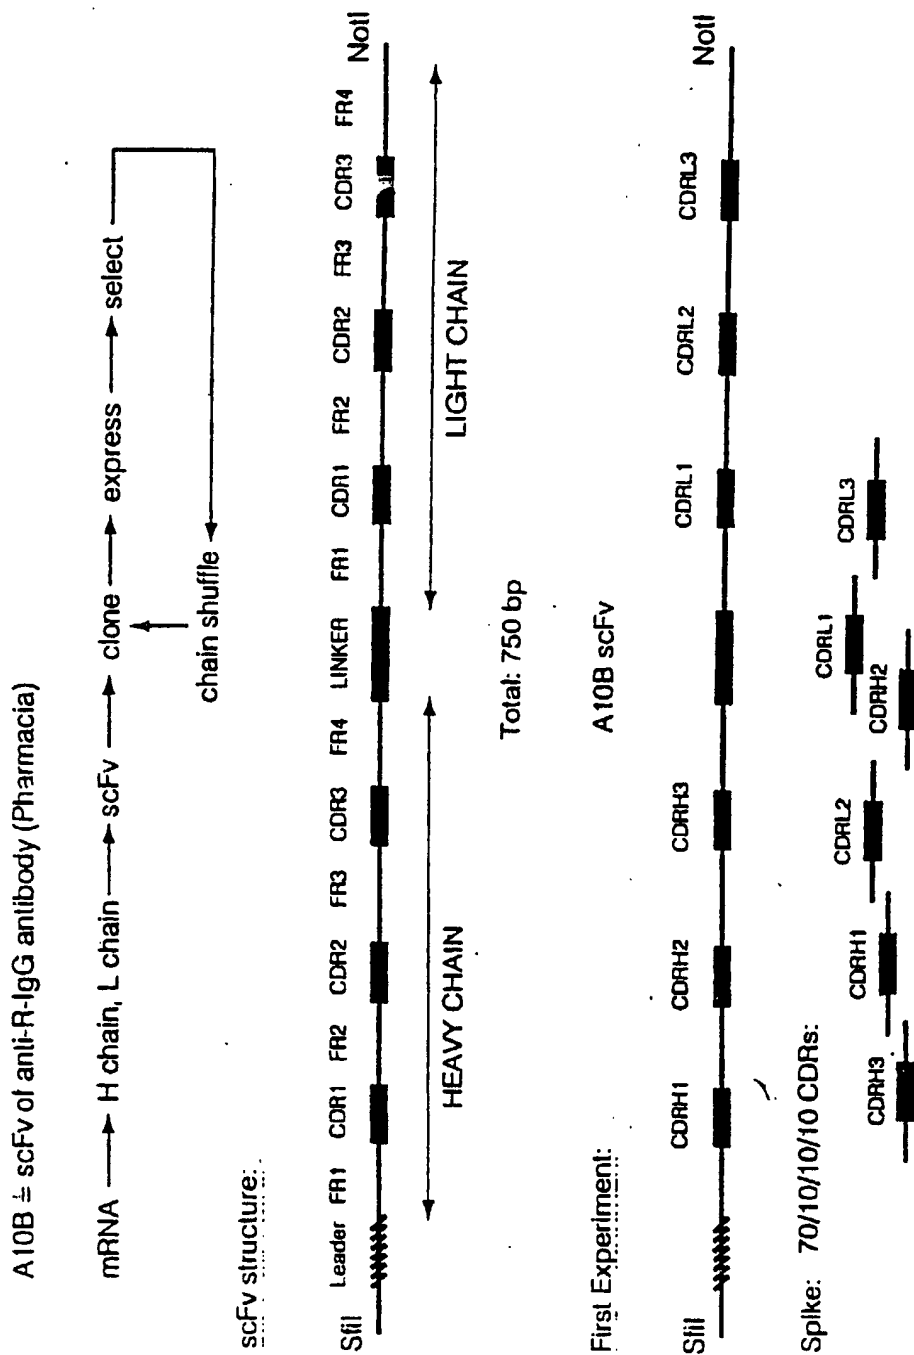 A10B = scFv of anti-R-IgG antibody (Pharmacia)
mRNA H chain, L chain scFv clone express select
chain shuffle
scFv structure:
SfiI Leader FR1 CDR1 FR2 CDR2 FR3 CDR3 FR4 LINKER FR1 CDR1 FR2 CDR2 FR3 CDR3 FR4 NotI
HEAVY CHAIN LIGHT CHAIN
Total: 750 bp
First Experiment: A10B scFv
SfiI CDRH1 CDRH2 CDRH3 CDRL1 CDRL2 CDRL3 NotI
Spike: 70/10/10/10 CDRs:
CDRH3 CDRH1 CDRL2 CDRH2 CDRL1 CDRL3